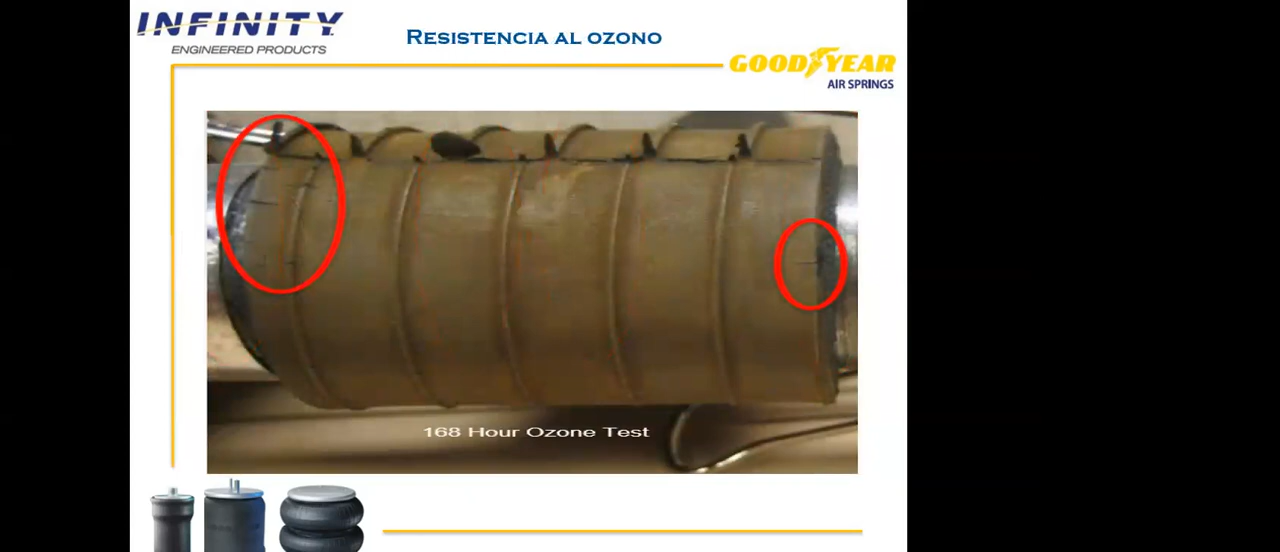 INFINITY
ENGINEERED PRODUCTS
RESISTENCIA AL OZONO
GOODYEAR
AIR SPRINGS
168 Hour Ozone Test